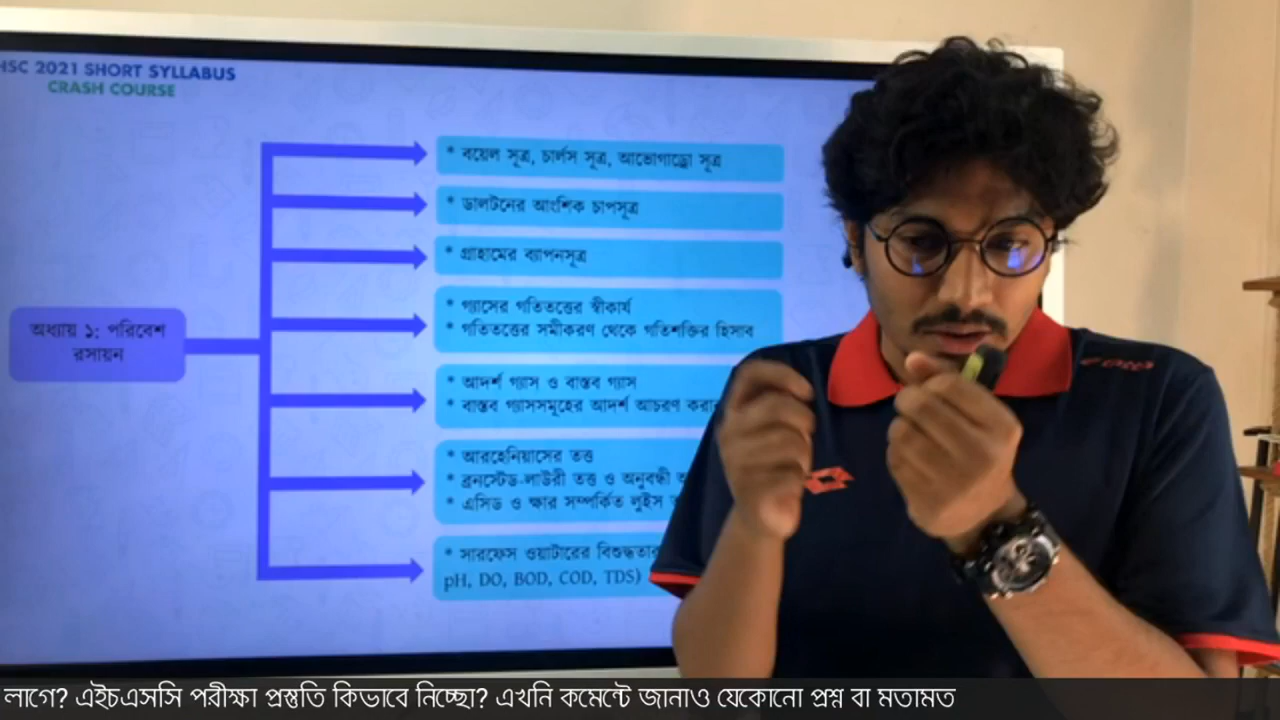 HSC 2021 SHORT SYLLABUS
CRASH COURSE
* বয়েল সূত্র, চার্লস সূত্র, আভোগাড্রো সূত্র
* ডালটনের আংশিক চাপসূত্র
* গ্রাহামের ব্যাপনসূত্র
* গ্যাসের গতিতত্তের স্বীকার্য
* গতিতত্তের সমীকরণ থেকে গতিশক্তির হিসাব
অধ্যায় ১: পরিবেশ
রসায়ন
* আদর্শ গ্যাস ও বাস্তব গ্যাস
* বাস্তব গ্যাসসমূহের আদর্শ আচরণ
* আরহেনিয়াসের তত্ত
* ব্রনস্টেড-লাউরী তত্ত ও অনুবন্ধী
* এসিড ও ক্ষার সম্পর্কিত লুইস
* সারফেস ওয়াটারের বিশুদ্ধতার
pH, DO, BOD, COD, TDS)
লাগে? এইচএসসি পরীক্ষা প্রস্তুতি কিভাবে নিচ্ছো? এখনি কমেন্টে জানাও যেকোনো প্রশ্ন বা মতামত